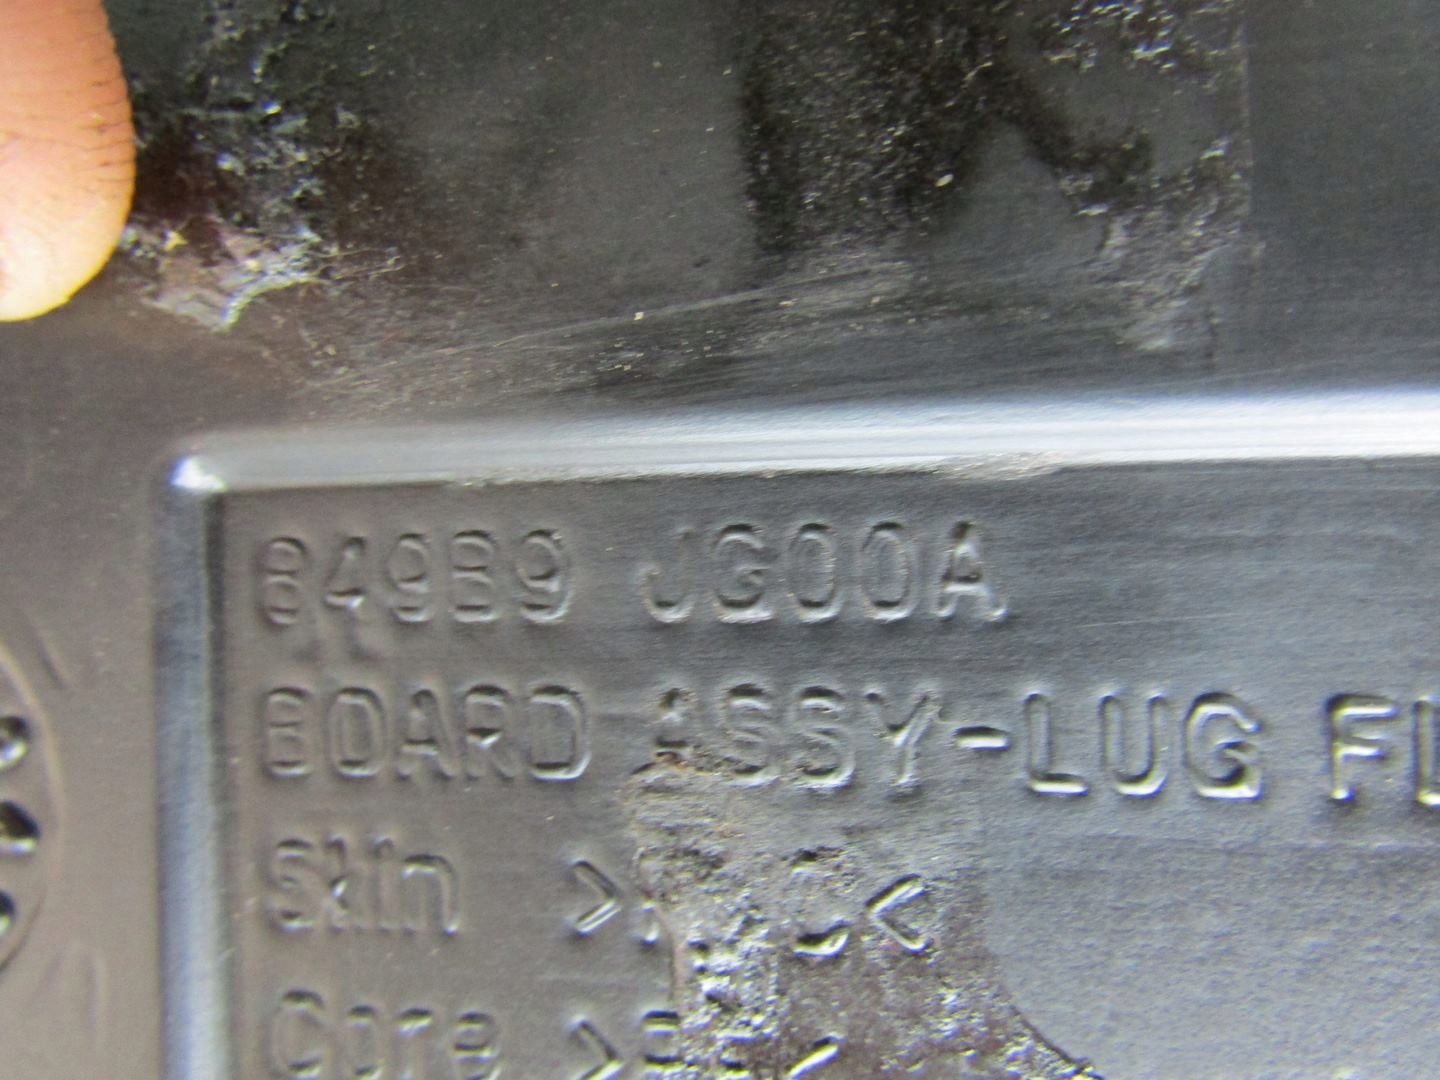 849B9 JG00A
BOARD ASSY-LUG FL
Skin
Core